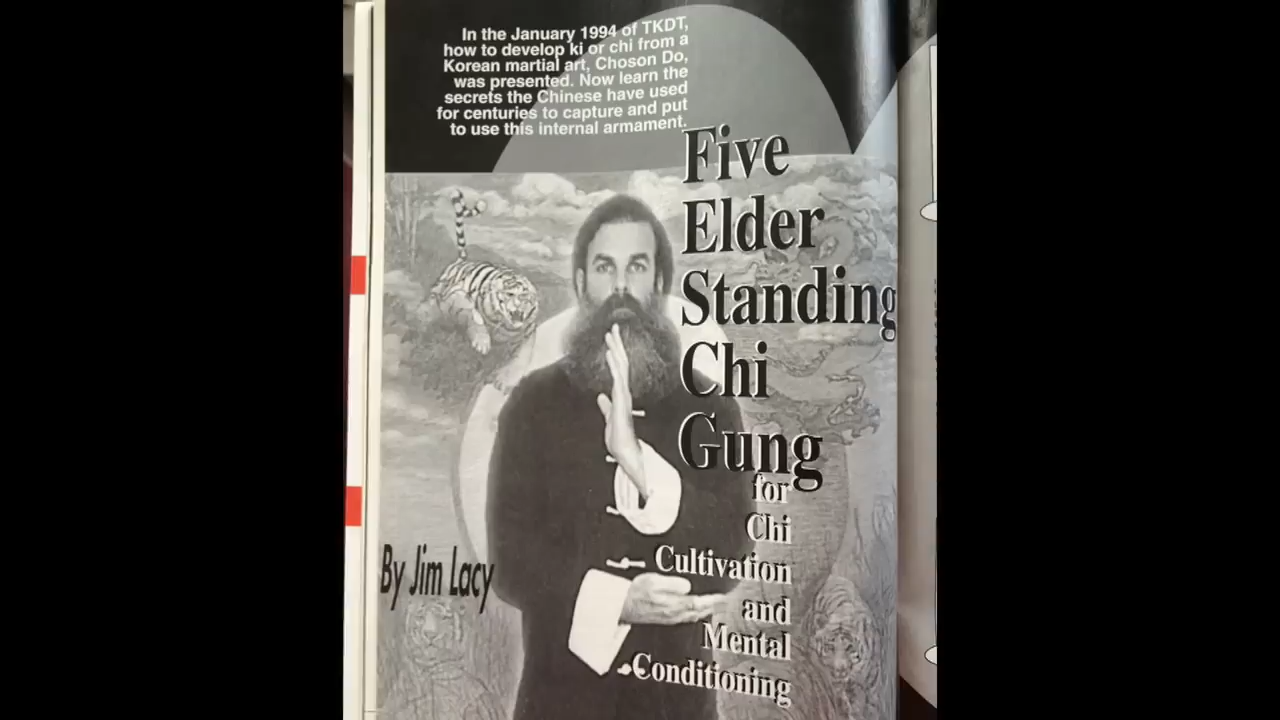 In the January 1994 of TKDT,
how to develop ki or chi from a
Korean martial art, Choson Do,
was presented. Now learn the
secrets the Chinese have used
for centuries to capture and put
to use this internal armament.
Five
Elder
Standing
Chi
Gung
for
Chi
Cultivation
and
Mental
Conditioning
By Jim Lacy